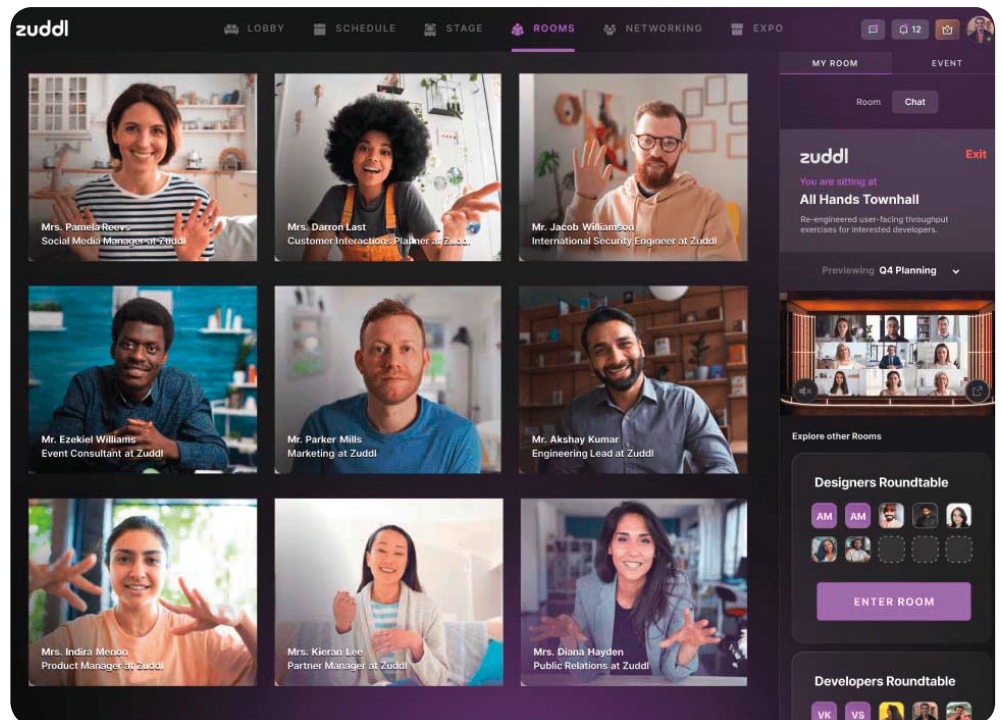 zuddl
LOBBY
SCHEDULE
STAGE
ROOMS
NETWORKING
EXPO
12
MY ROOM
EVENT
Room
Chat
zuddl
Exit
You are sitting at
All Hands Townhall
Re-engineered user-facing throughput
exercises for interested developers.
Previewing Q4 Planning
Mrs. Pamela Reevs
Social Media Manager at Zuddl
Mrs. Darron Last
Customer Interactions Planner at Zuddl
Mr. Jacob Williamson
International Security Engineer at Zuddl
Mr. Ezekiel Williams
Event Consultant at Zuddl
Mr. Parker Mills
Marketing at Zuddl
Mr. Akshay Kumar
Engineering Lead at Zuddl
Mrs. Indira Menoo
Product Manager at Zuddl
Mrs. Kieran Lee
Partner Manager at Zuddl
Mrs. Diana Hayden
Public Relations at Zuddl
Explore other Rooms
Designers Roundtable
AM
AM
ENTER ROOM
Developers Roundtable
VK
VS